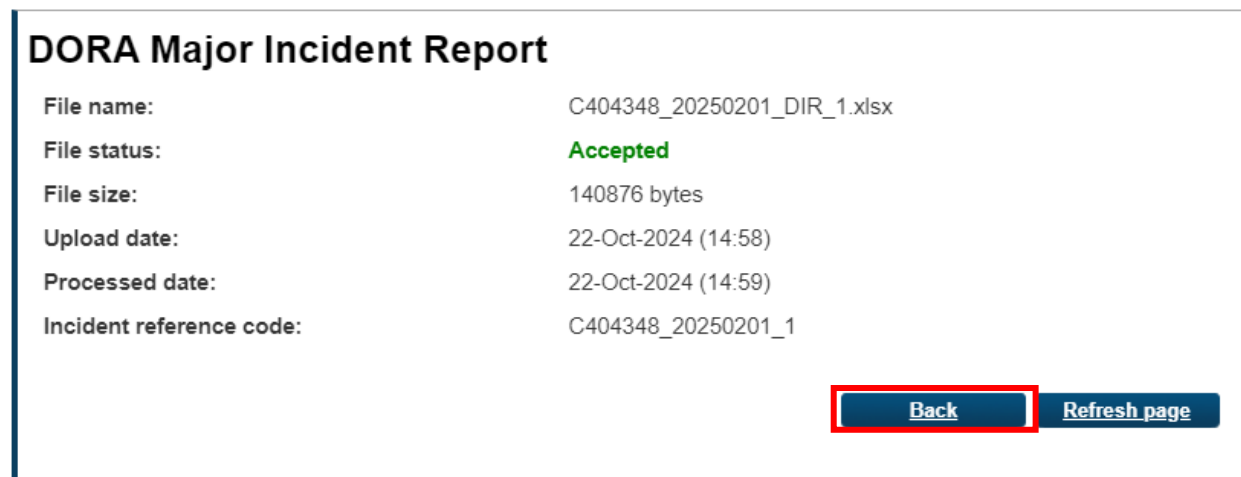 DORA Major Incident Report
File name: C404348_20250201_DIR_1.xlsx
File status: Accepted
File size: 140876 bytes
Upload date: 22-Oct-2024 (14:58)
Processed date: 22-Oct-2024 (14:59)
Incident reference code: C404348_20250201_1
Back Refresh page